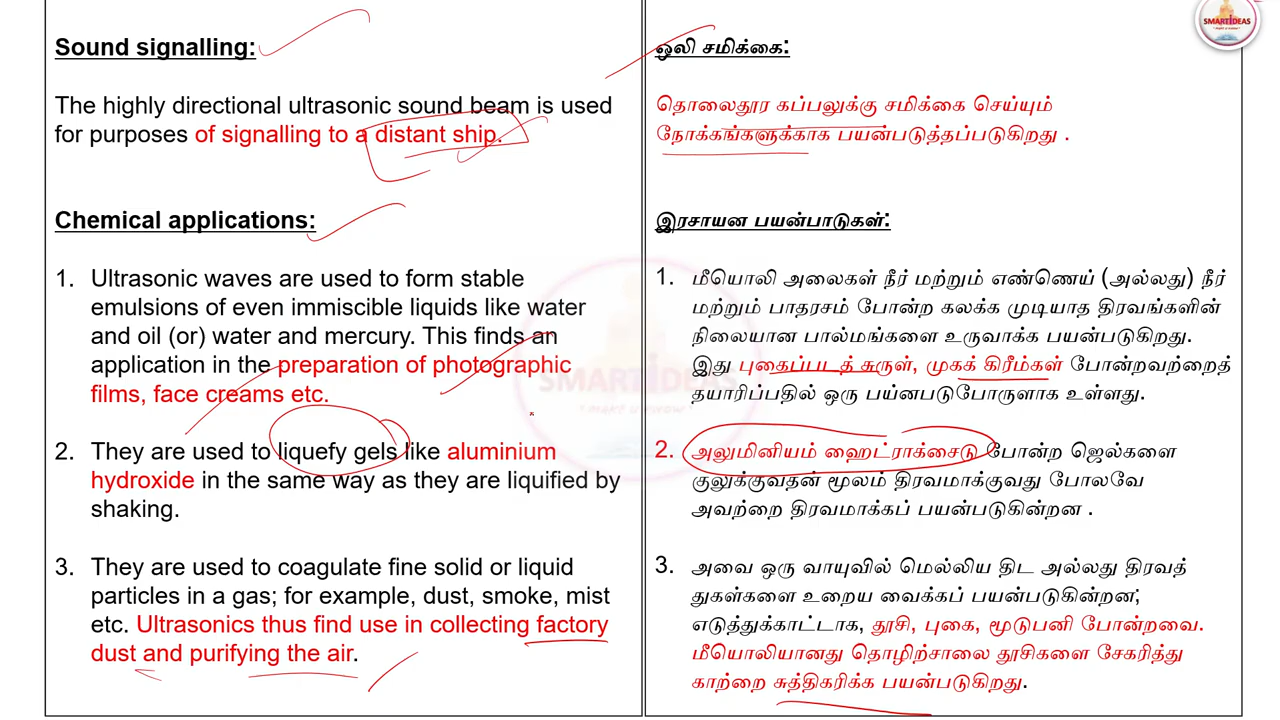 SMARTIDEAS
Sound signalling:
The highly directional ultrasonic sound beam is used
for purposes of signalling to a distant ship.
Chemical applications:
1. Ultrasonic waves are used to form stable
emulsions of even immiscible liquids like water
and oil (or) water and mercury. This finds an
application in the preparation of photographic
films, face creams etc.
2. They are used to liquefy gels like aluminium
hydroxide in the same way as they are liquified by
shaking.
3. They are used to coagulate fine solid or liquid
particles in a gas; for example, dust, smoke, mist
etc. Ultrasonics thus find use in collecting factory
dust and purifying the air.
ஒலி சமிக்கை:
தொலைதூர கப்பலுக்கு சமிக்கை செய்யும்
நோக்கங்களுக்காக பயன்படுத்தப்படுகிறது .
இரசாயன பயன்பாடுகள்:
1. மீயொலி அலைகள் நீர் மற்றும் எண்ணெய் (அல்லது) நீர்
மற்றும் பாதரசம் போன்ற கலக்க முடியாத திரவங்களின்
நிலையான பால்மங்களை உருவாக்க பயன்படுகிறது.
இது புகைப்படத் சுருள், முகக் கிரீம்கள் போன்றவற்றைத்
தயாரிப்பதில் ஒரு பய்னபடுபோருளாக உள்ளது.
2. அலுமினியம் ஹைட்ராக்சைடு போன்ற ஜெல்களை
குலுக்குவதன் மூலம் திரவமாக்குவது போலவே
அவற்றை திரவமாக்கப் பயன்படுகின்றன .
3. அவை ஒரு வாயுவில் மெல்லிய திட அல்லது திரவத்
துகள்களை உறைய வைக்கப் பயன்படுகின்றன;
எடுத்துக்காட்டாக, தூசி, புகை, மூடுபனி போன்றவை.
மீயொலியானது தொழிற்சாலை தூசிகளை சேகரித்து
காற்றை சுத்திகரிக்க பயன்படுகிறது.
SMARTIDEAS